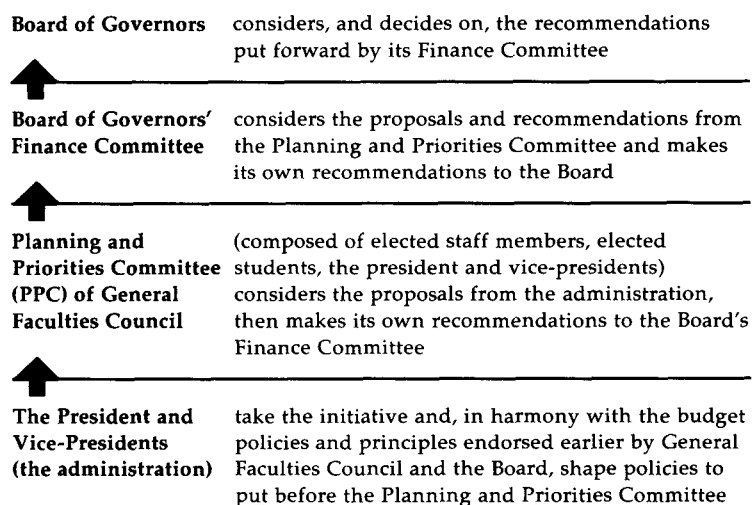 Board of Governors considers, and decides on, the recommendations
put forward by its Finance Committee
Board of Governors' considers the proposals and recommendations from
Finance Committee the Planning and Priorities Committee and makes
its own recommendations to the Board
Planning and (composed of elected staff members, elected
Priorities Committee students, the president and vice-presidents)
(PPC) of General considers the proposals from the administration,
Faculties Council then makes its own recommendations to the Board's
Finance Committee
The President and take the initiative and, in harmony with the budget
Vice-Presidents policies and principles endorsed earlier by General
(the administration) Faculties Council and the Board, shape policies to
put before the Planning and Priorities Committee